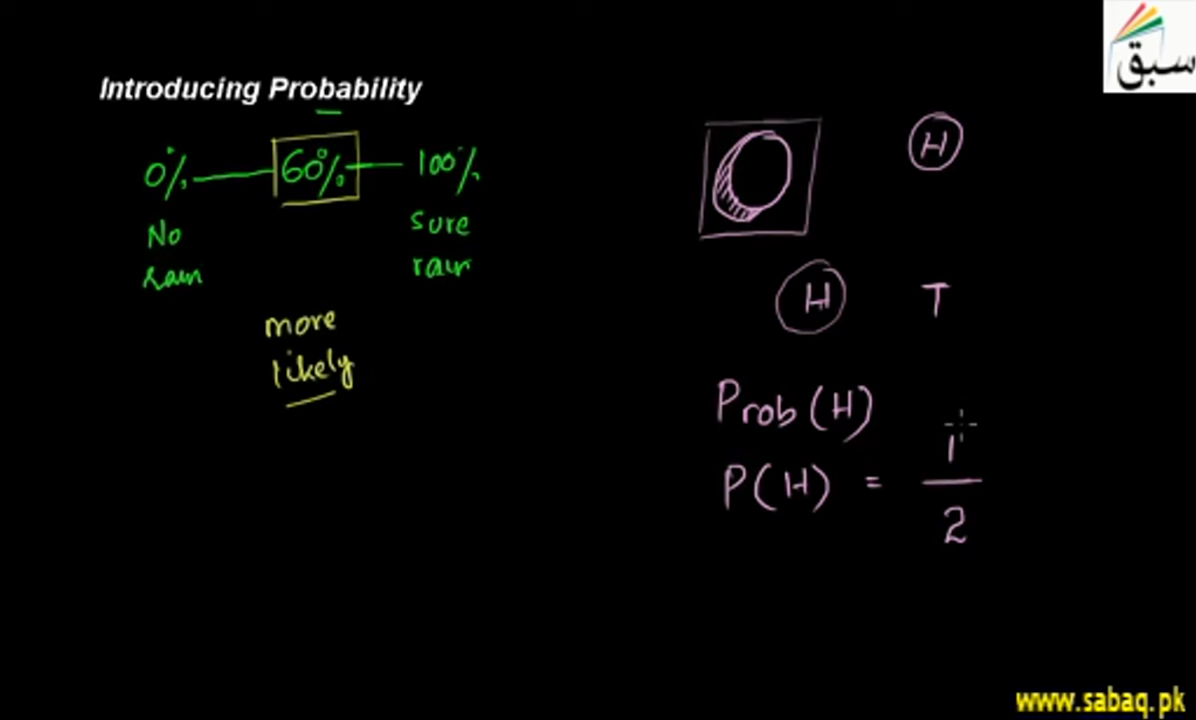 سبق
Introducing Probability
0% 60% 100%
No
rain
Sure
rain
more
likely
H
H T
Prob (H)
P(H) = 1/2
www.sabaq.pk